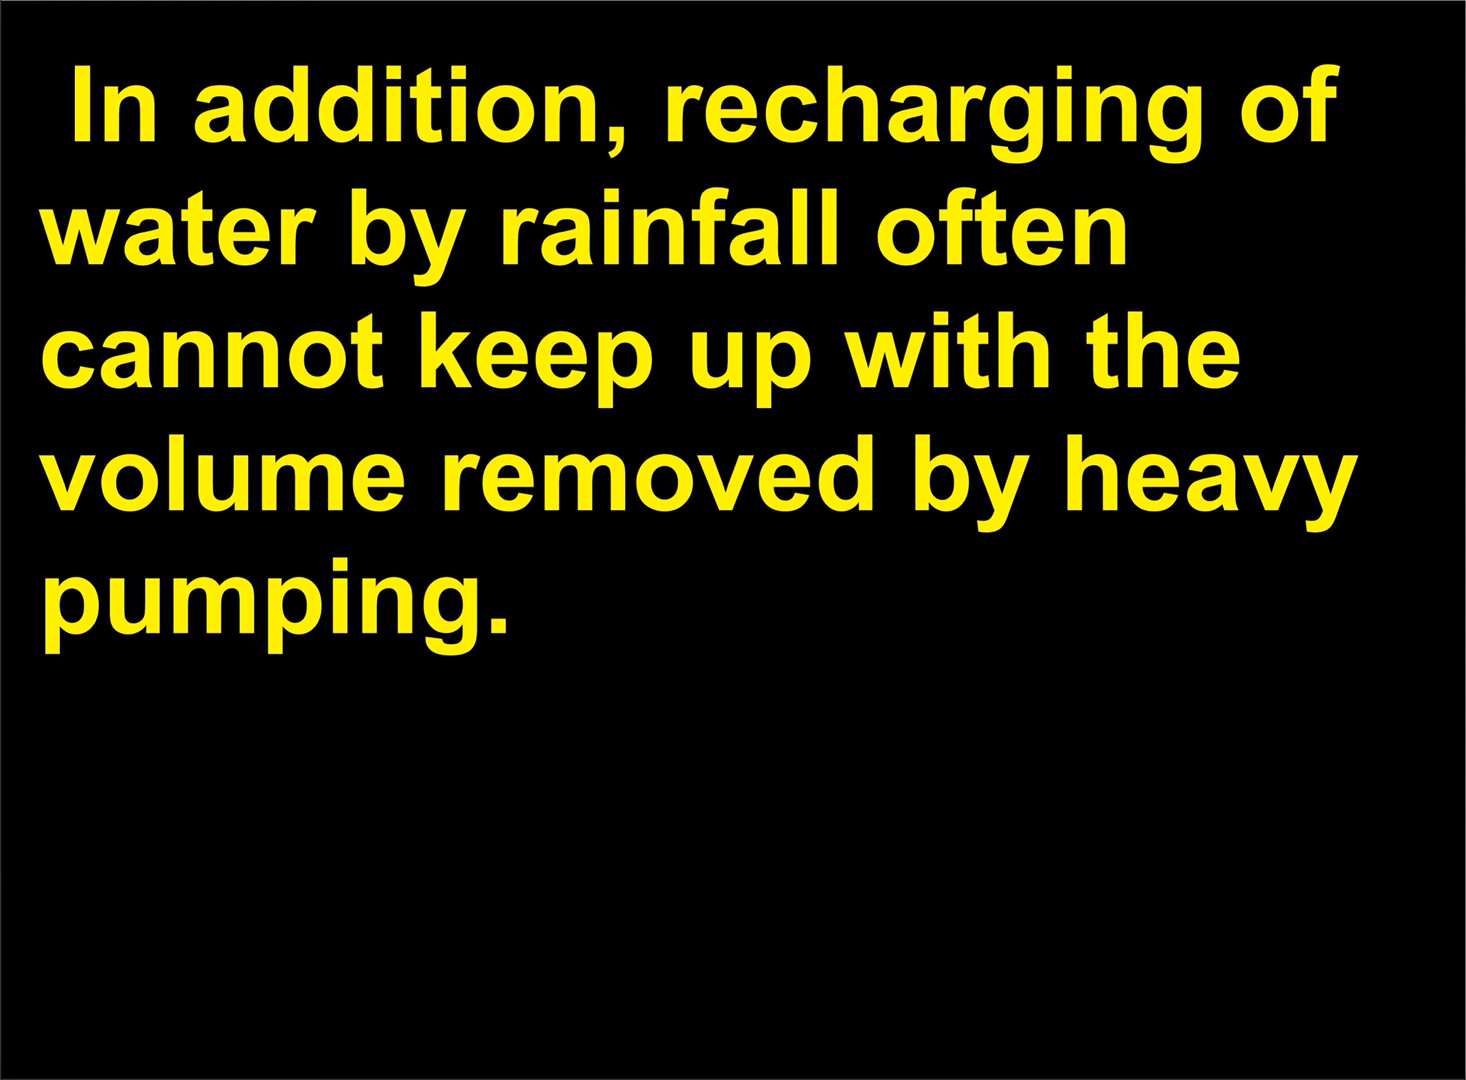 In addition, recharging of
water by rainfall often
cannot keep up with the
volume removed by heavy
pumping.